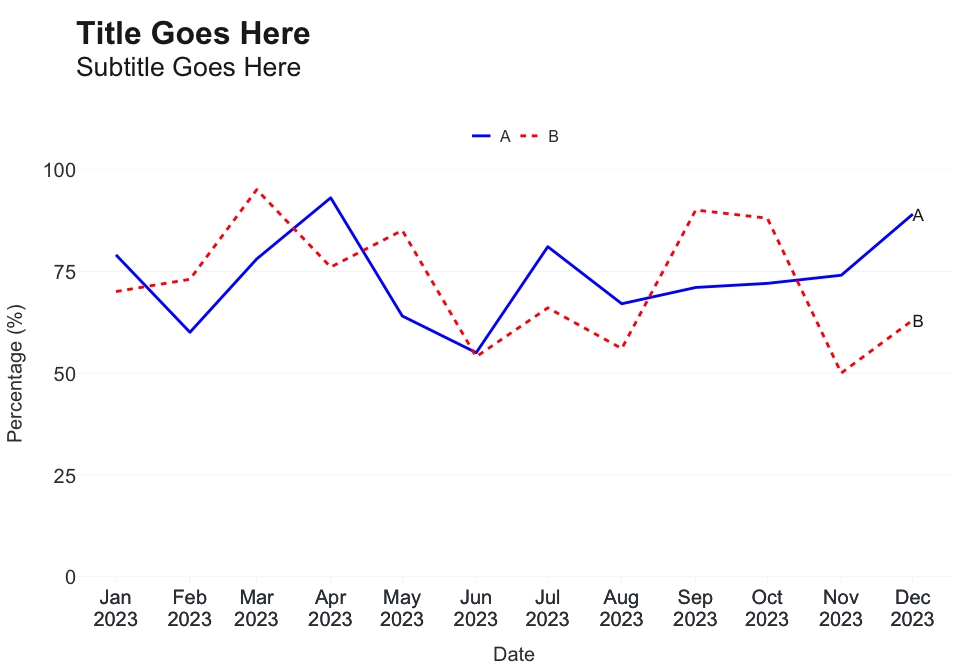 Title Goes Here
Subtitle Goes Here
A B
100
A
75
B
Percentage (%)
50
25
0
Jan Feb Mar Apr May Jun Jul Aug Sep Oct Nov Dec
2023 2023 2023 2023 2023 2023 2023 2023 2023 2023 2023 2023
Date